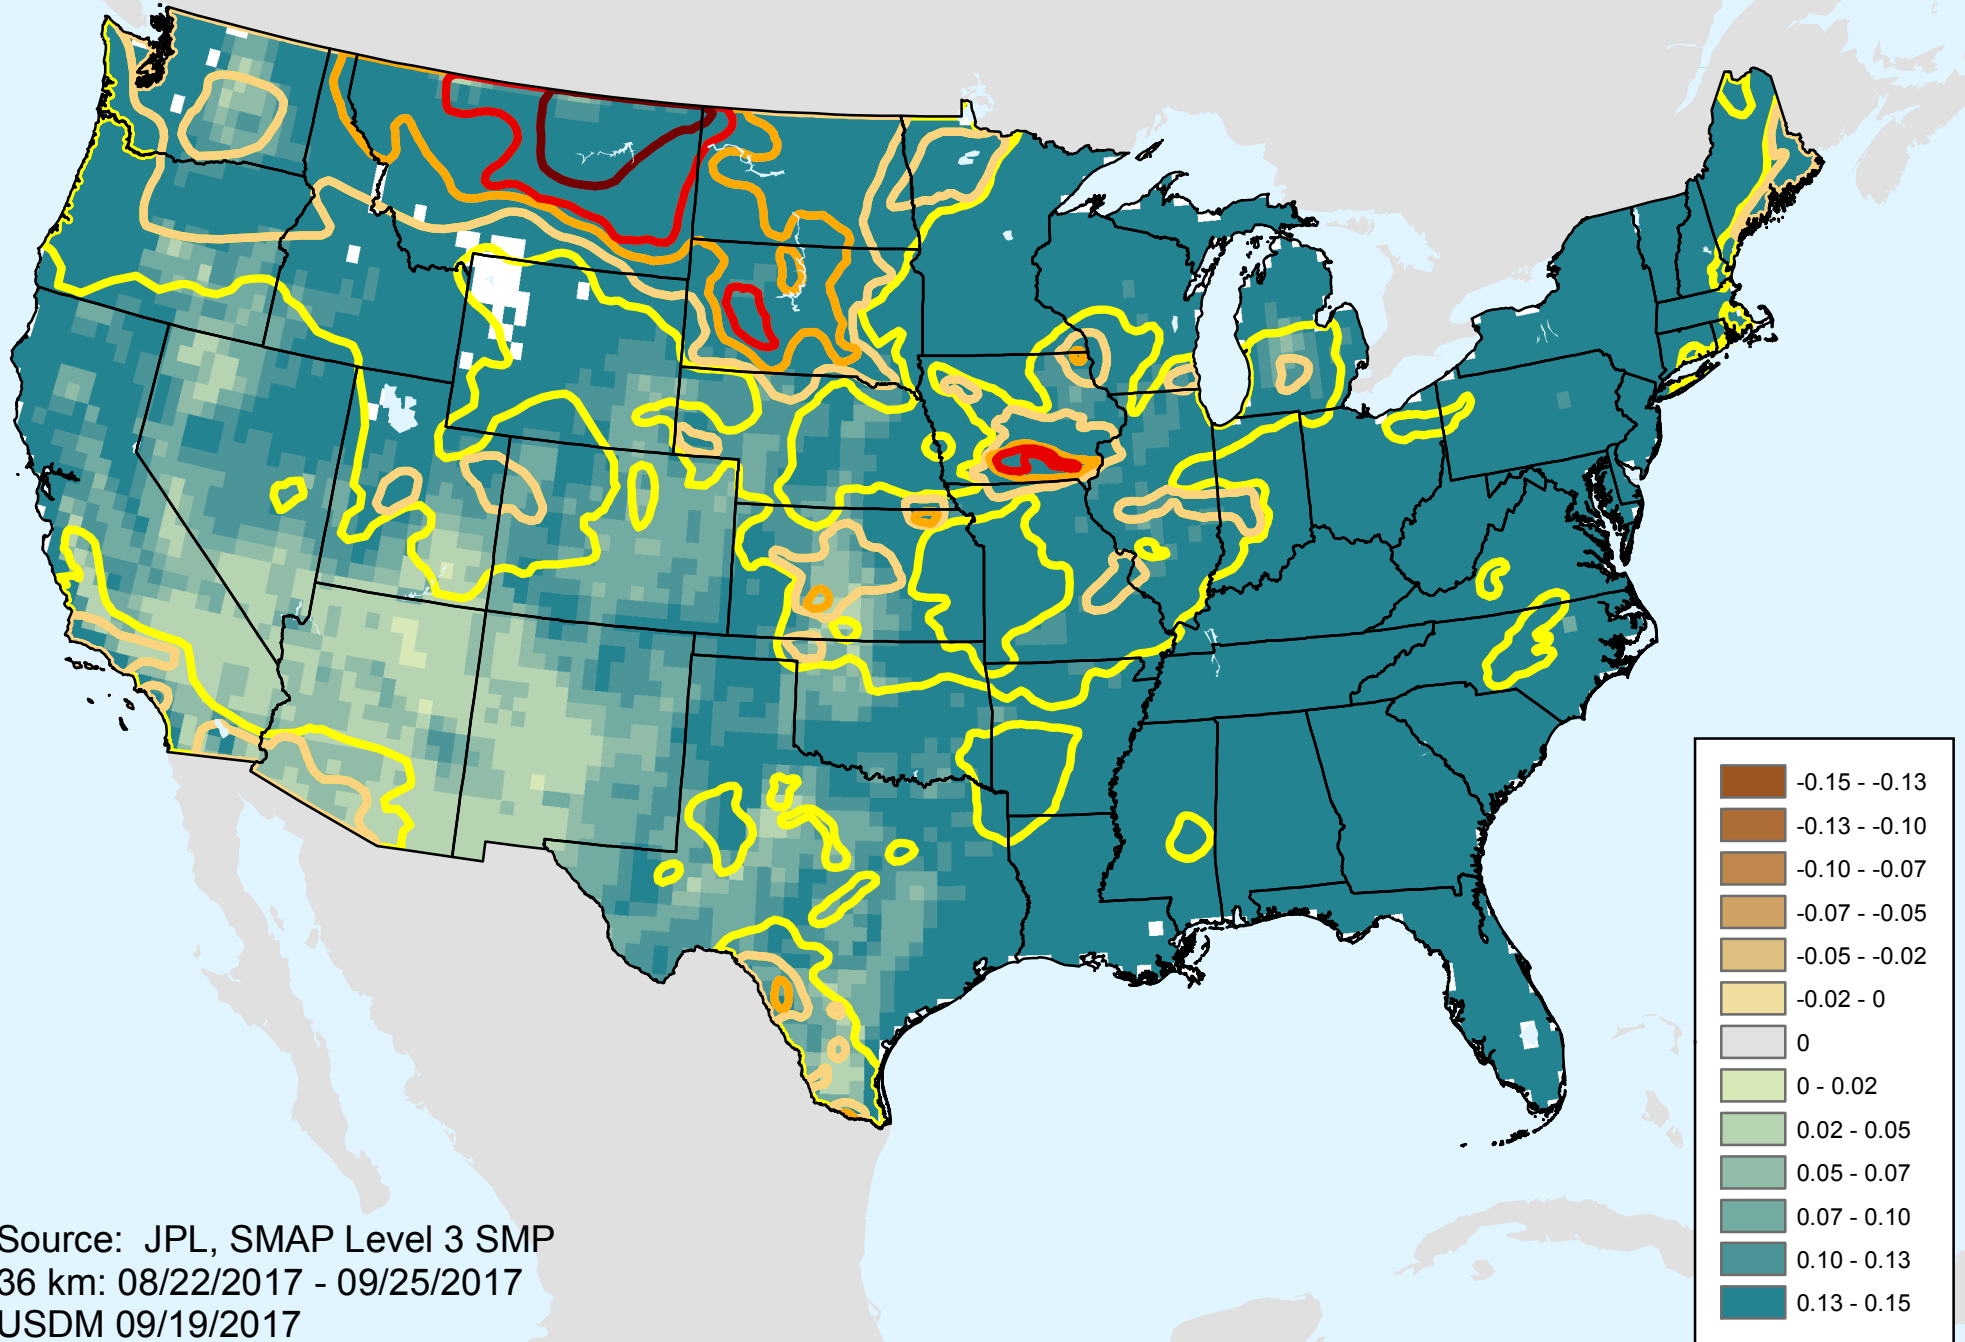 -0.15 - -0.13
-0.13 - -0.10
-0.10 - -0.07
-0.07 - -0.05
-0.05 - -0.02
-0.02 - 0
0
0 - 0.02
0.02 - 0.05
0.05 - 0.07
0.07 - 0.10
0.10 - 0.13
0.13 - 0.15
Source: JPL, SMAP Level 3 SMP
36 km: 08/22/2017 - 09/25/2017
USDM 09/19/2017